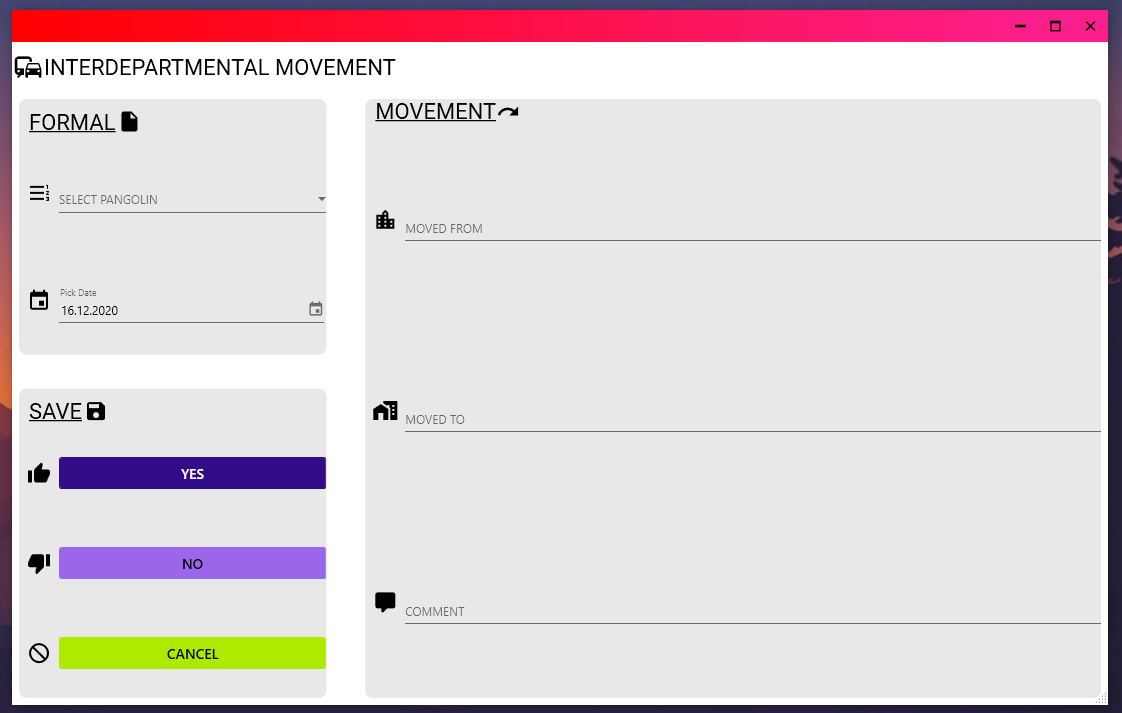 INTERDEPARTMENTAL MOVEMENT
FORMAL
SELECT PANGOLIN
Pick Date
16.12.2020
SAVE
YES
NO
CANCEL
MOVEMENT
MOVED FROM
MOVED TO
COMMENT